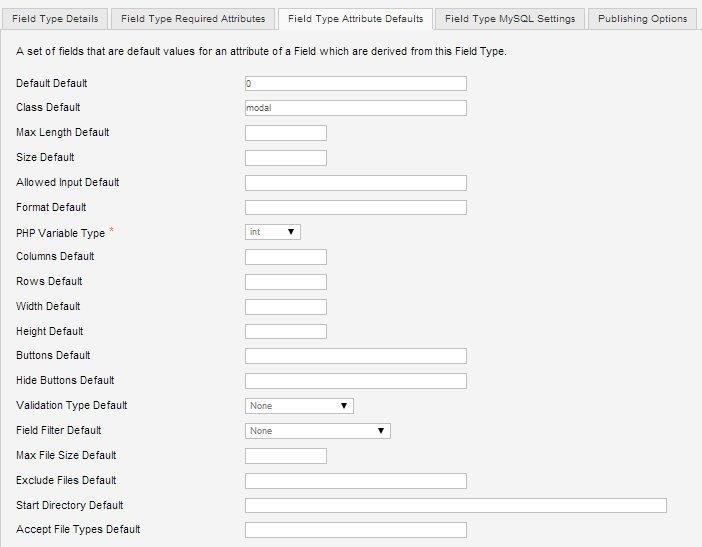 Field Type Details Field Type Required Attributes Field Type Attribute Defaults Field Type MySQL Settings Publishing Options
A set of fields that are default values for an attribute of a Field which are derived from this Field Type.
Default Default 0
Class Default modal
Max Length Default
Size Default
Allowed Input Default
Format Default
PHP Variable Type * int
Columns Default
Rows Default
Width Default
Height Default
Buttons Default
Hide Buttons Default
Validation Type Default None
Field Filter Default None
Max File Size Default
Exclude Files Default
Start Directory Default
Accept File Types Default